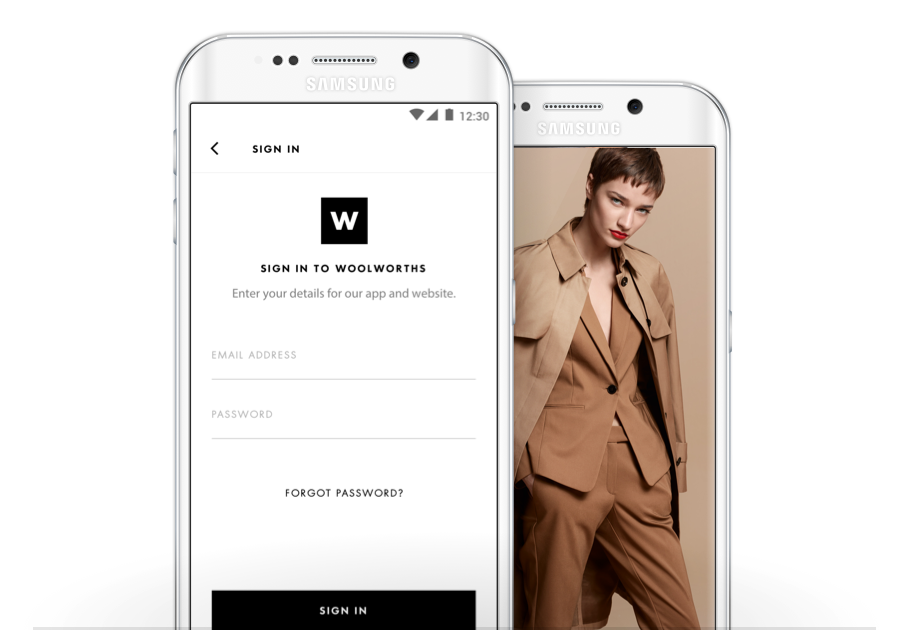 SAMSUNG
12:30
SIGN IN
W
SIGN IN TO WOOLWORTHS
Enter your details for our app and website.
EMAIL ADDRESS
PASSWORD
FORGOT PASSWORD?
SIGN IN
SAMSUNG